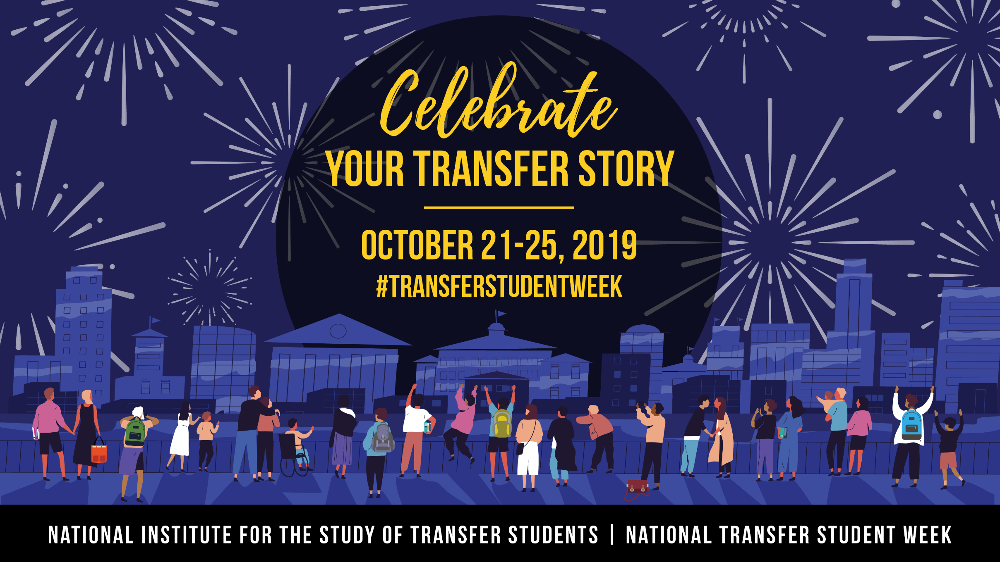 Celebrate
YOUR TRANSFER STORY
OCTOBER 21-25, 2019
#TRANSFERSTUDENTWEEK
NATIONAL INSTITUTE FOR THE STUDY OF TRANSFER STUDENTS | NATIONAL TRANSFER STUDENT WEEK